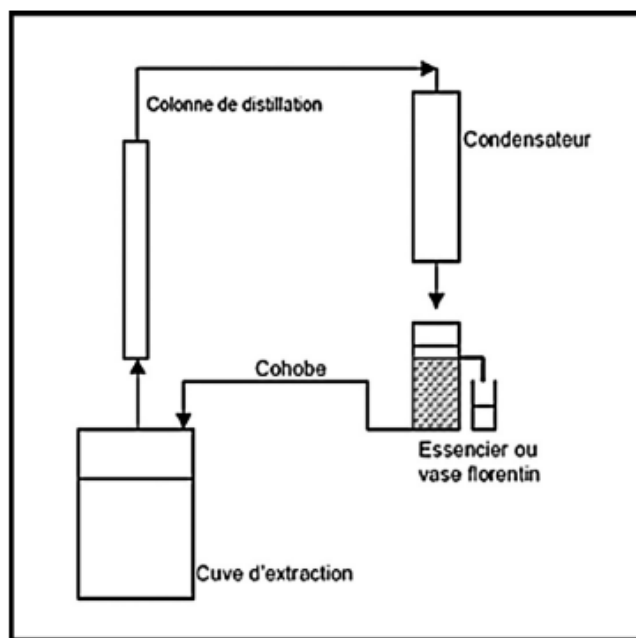 Colonne de distillation
Condensateur
Cohobe
Essencier ou
vase florentin
Cuve d'extraction